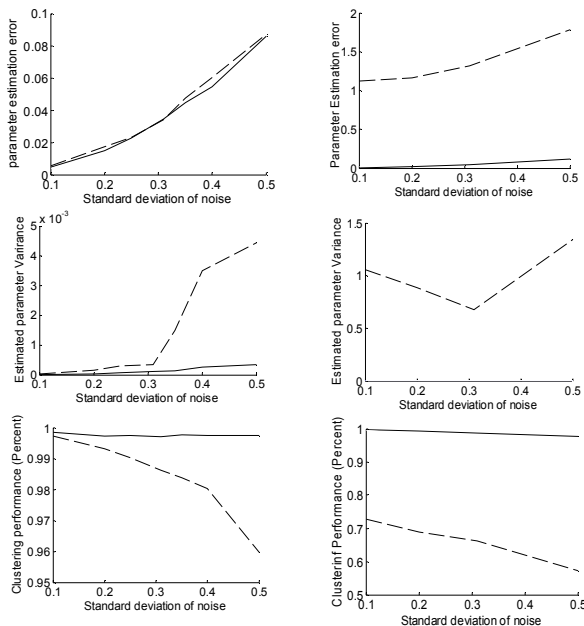 0.1
0.08
0.06
0.04
0.02
0
parameter estimation error
0.1 0.2 0.3 0.4 0.5
Standard deviation of noise
2
1.5
1
0.5
0
Parameter Estimation error
0.1 0.2 0.3 0.4 0.5
Standard deviation of noise
5 x 10⁻³
4
3
2
1
0
Estimated parameter Varirance
0.1 0.2 0.3 0.4 0.5
Standard deviation of noise
1.5
1
0.5
0
Estimated parameter Variance
0.1 0.2 0.3 0.4 0.5
Standard deviation of noise
1
0.99
0.98
0.97
0.96
0.95
Clustering performance (Percent)
0.1 0.2 0.3 0.4 0.5
Standard deviation of noise
1
0.9
0.8
0.7
0.6
0.5
Clusterinf Performance (Percent)
0.1 0.2 0.3 0.4 0.5
Standard deviation of noise